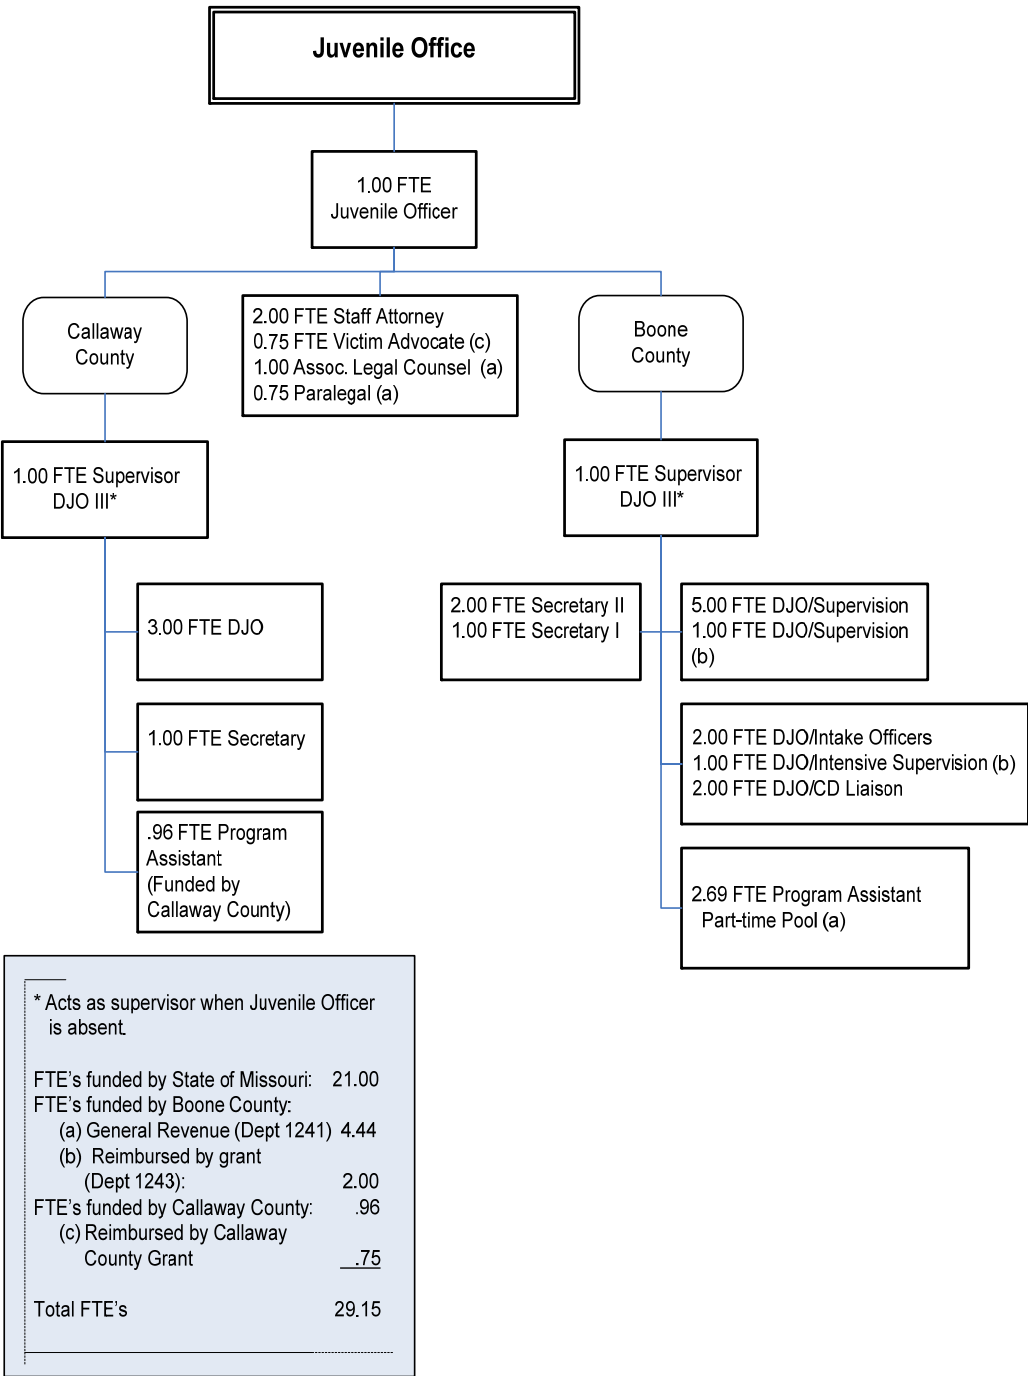 Juvenile Office
1.00 FTE
Juvenile Officer
Callaway
County
2.00 FTE Staff Attorney
0.75 FTE Victim Advocate (c)
1.00 Assoc. Legal Counsel (a)
0.75 Paralegal (a)
Boone
County
1.00 FTE Supervisor
DJO III*
1.00 FTE Supervisor
DJO III*
3.00 FTE DJO
1.00 FTE Secretary
.96 FTE Program
Assistant
(Funded by
Callaway County)
2.00 FTE Secretary II
1.00 FTE Secretary I
5.00 FTE DJO/Supervision
1.00 FTE DJO/Supervision
(b)
2.00 FTE DJO/Intake Officers
1.00 FTE DJO/Intensive Supervision (b)
2.00 FTE DJO/CD Liaison
2.69 FTE Program Assistant
Part-time Pool (a)
* Acts as supervisor when Juvenile Officer
is absent.
FTE's funded by State of Missouri: 21.00
FTE's funded by Boone County:
(a) General Revenue (Dept 1241) 4.44
(b) Reimbursed by grant
(Dept 1243): 2.00
FTE's funded by Callaway County: .96
(c) Reimbursed by Callaway
County Grant .75
Total FTE's 29.15